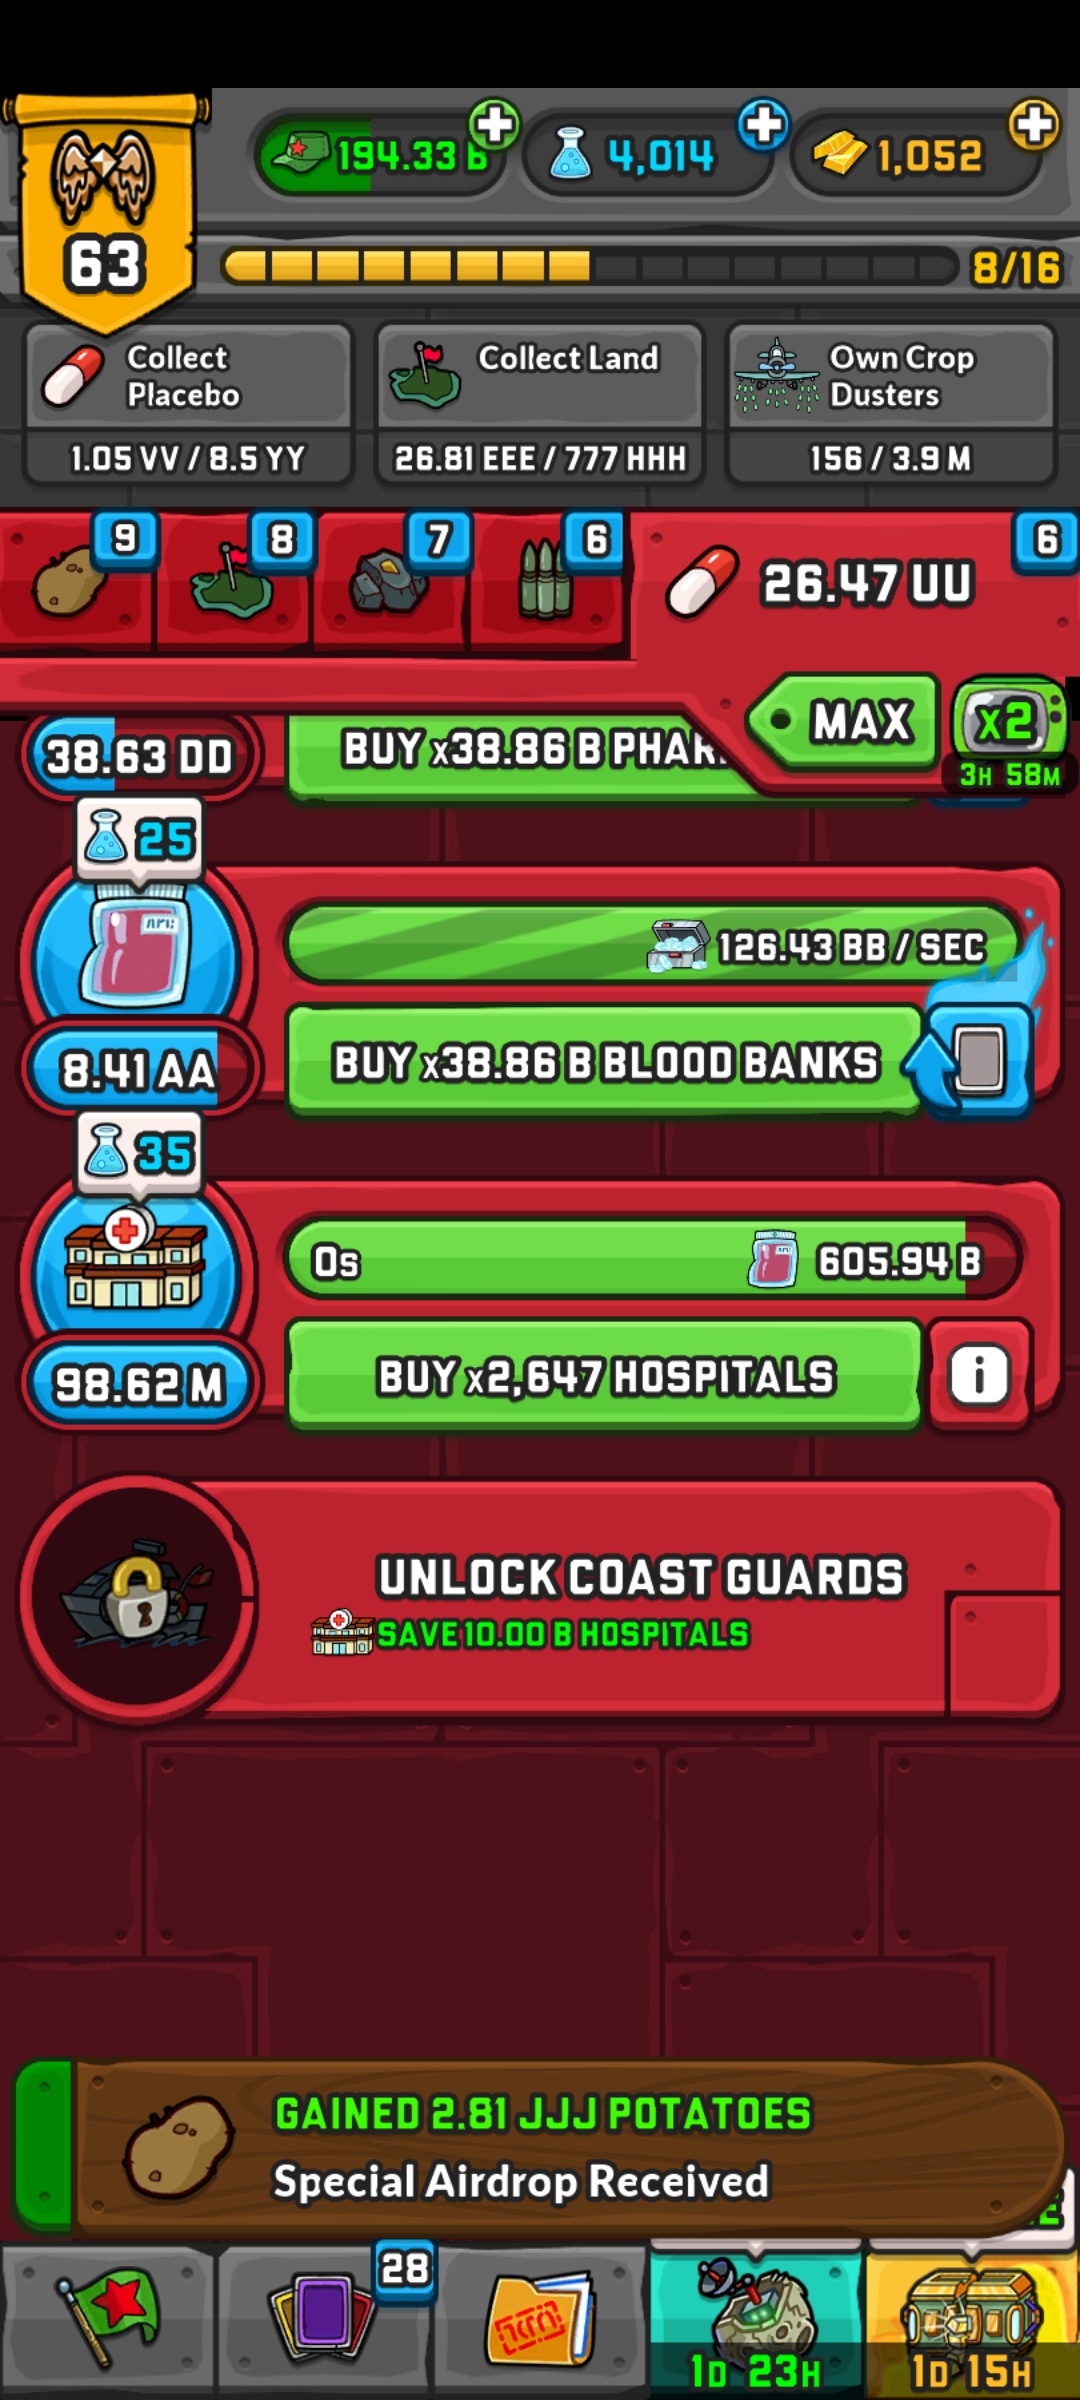 194.33 B
4,014
1,052
63
8/16
Collect
Placebo
1.05 VV / 8.5 YY
Collect Land
26.81 EEE / 777 HHH
Own Crop
Dusters
156 / 3.9 M
9
8
7
6
26.47 UU
6
MAX
x2
3H 58M
38.63 DD
BUY x38.86 B
25
126.43 BB / SEC
8.41 AA
BUY x38.86 B BLOOD BANKS
35
0s
605.94 B
98.62 M
BUY x2,647 HOSPITALS
i
UNLOCK COAST GUARDS
SAVE 10.00 B HOSPITALS
GAINED 2.81 JJJ POTATOES
Special Airdrop Received
28
1D 23H
1D 15H